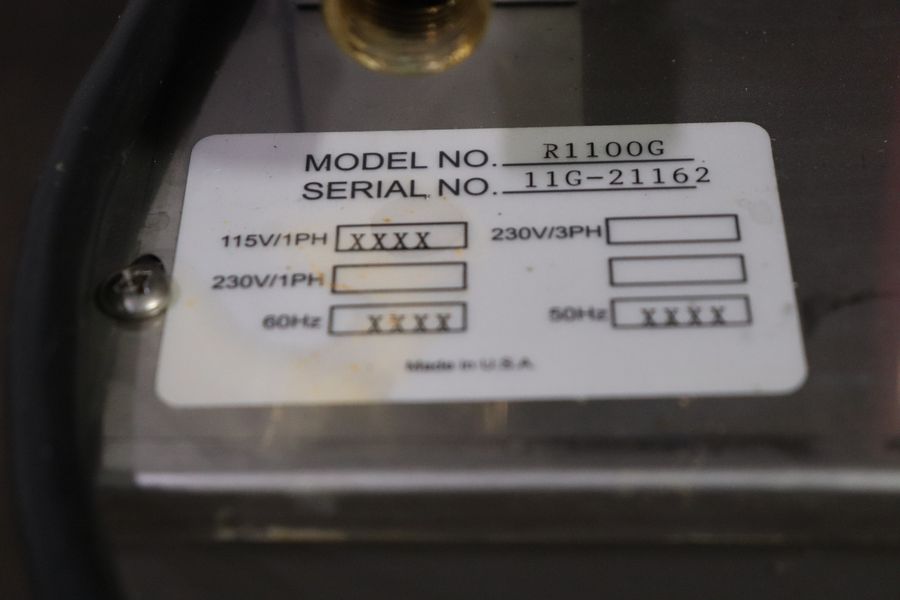 MODEL NO. R1100G
SERIAL NO. 11G-21162
115V/1PH XXXX 230V/3PH
230V/1PH
60Hz XXXX 50Hz XXXX
Made in U.S.A.